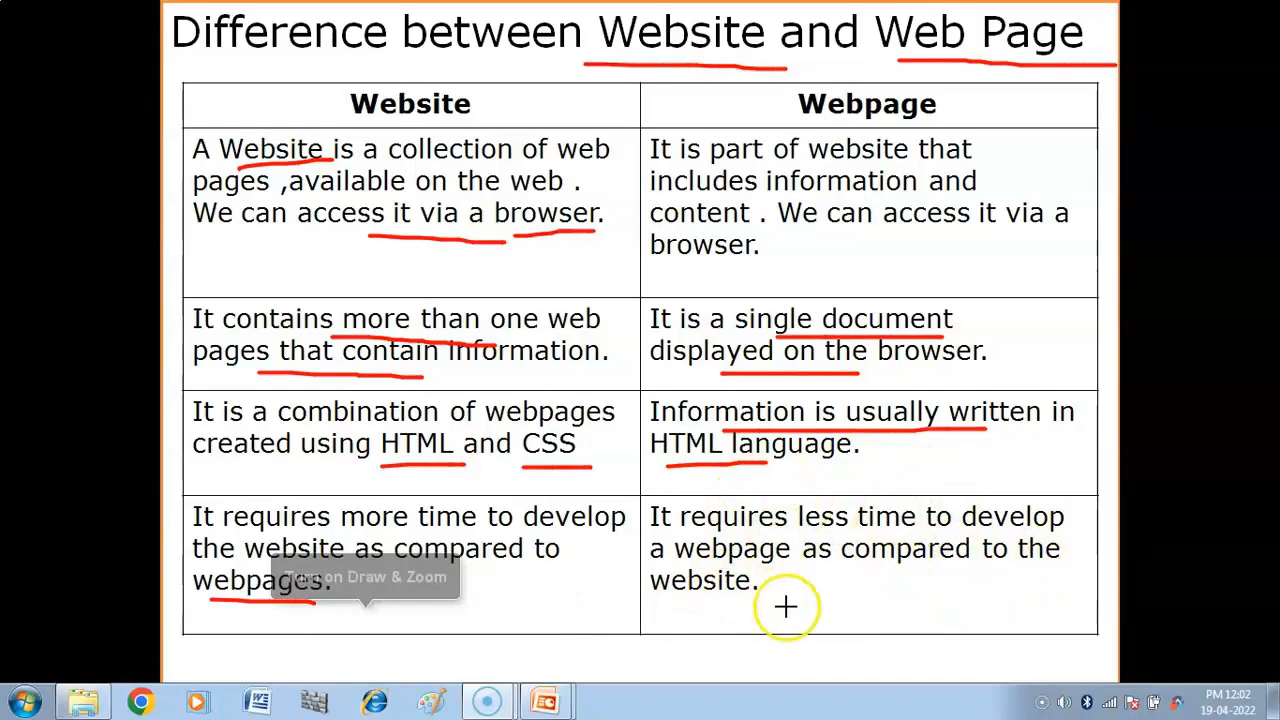 Difference between Website and Web Page
Website
Webpage
A Website is a collection of web
pages ,available on the web .
We can access it via a browser.
It is part of website that
includes information and
content . We can access it via a
browser.
It contains more than one web
pages that contain information.
It is a single document
displayed on the browser.
It is a combination of webpages
created using HTML and CSS
Information is usually written in
HTML language.
It requires more time to develop
the website as compared to
webpages.
It requires less time to develop
a webpage as compared to the
website.
Turn on Draw & Zoom
PM 12:02
19-04-2022